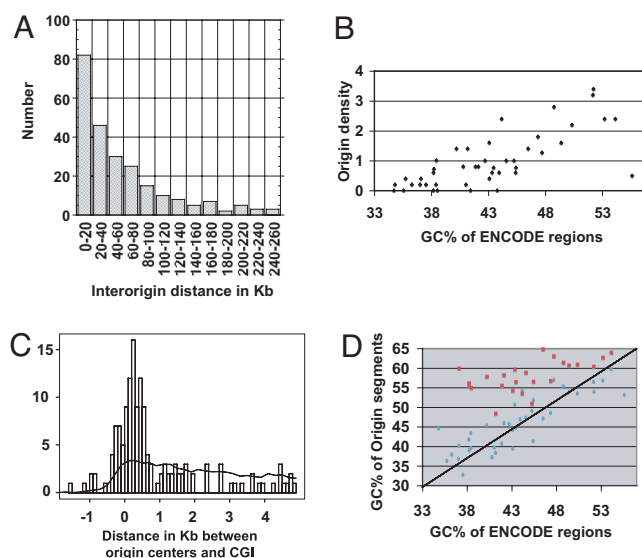 A
100
80
60
40
20
0
Number
0-20
20-40
40-60
60-80
80-100
100-120
120-140
140-160
160-180
180-200
200-220
220-240
240-260
Interorigin distance in Kb
B
4
3
2
1
0
Origin density
33 38 43 48 53
GC% of ENCODE regions
C
15
10
5
0
-1 0 1 2 3 4
Distance in Kb between
origin centers and CGI
D
65
60
55
50
45
40
35
30
GC% of Origin segments
33 38 43 48 53
GC% of ENCODE regions